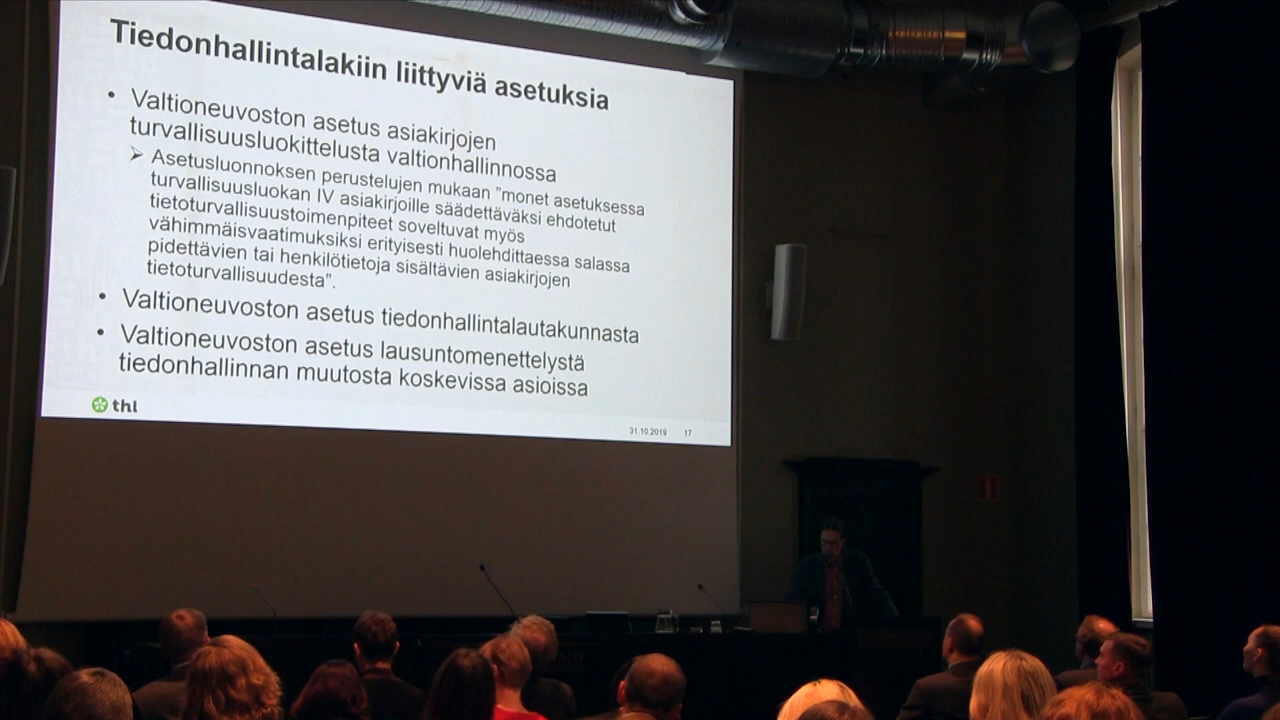 Tiedonhallintalakiin liittyviä asetuksia
• Valtioneuvoston asetus asiakirjojen
turvallisuusluokittelusta valtionhallinnossa
➢ Asetusluonnoksen perustelujen mukaan ”monet asetuksessa
turvallisuusluokan IV asiakirjoille säädettäväksi ehdotetut
tietoturvallisuustoimenpiteet soveltuvat myös
vähimmäisvaatimuksiksi erityisesti huolehdittaessa salassa
pidettävien tai henkilötietoja sisältävien asiakirjojen
tietoturvallisuudesta”.
• Valtioneuvoston asetus tiedonhallintalautakunnasta
• Valtioneuvoston asetus lausuntomenettelystä
tiedonhallinnan muutosta koskevissa asioissa
thl
31.10.2019 17